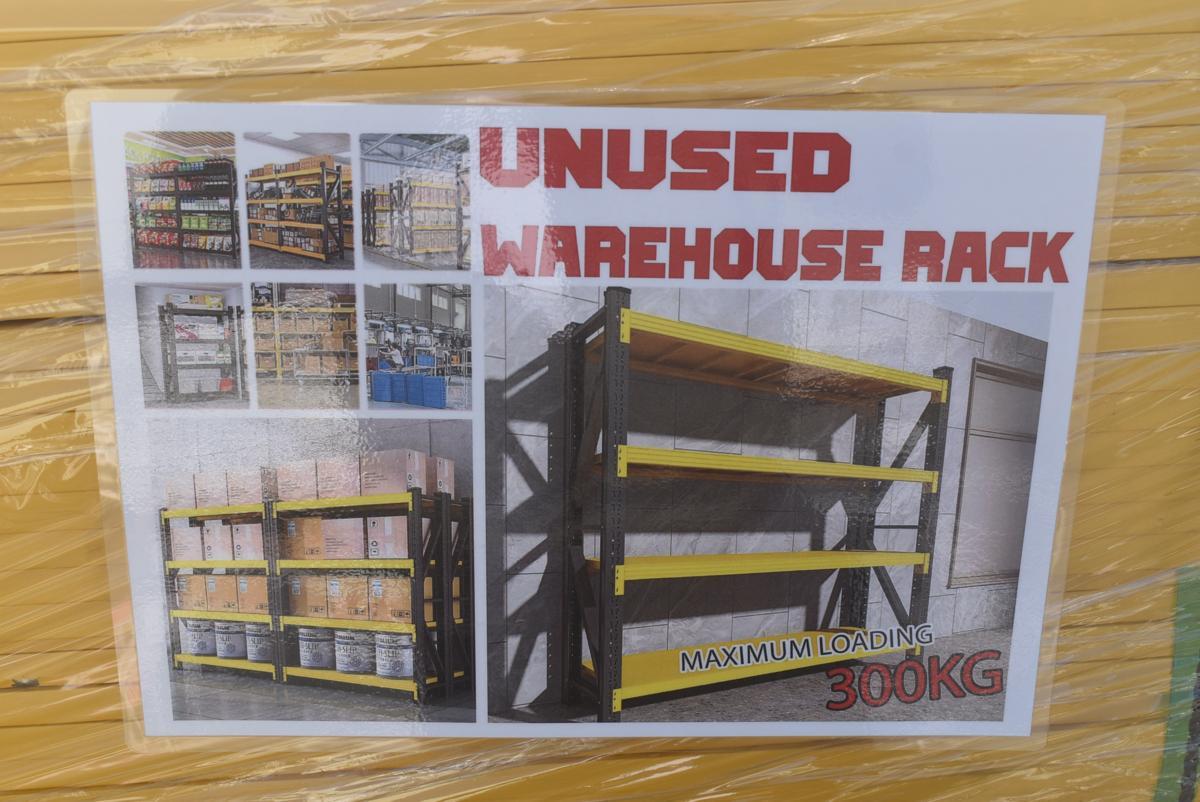 UNUSED
WAREHOUSE RACK
MAXIMUM LOADING
300KG